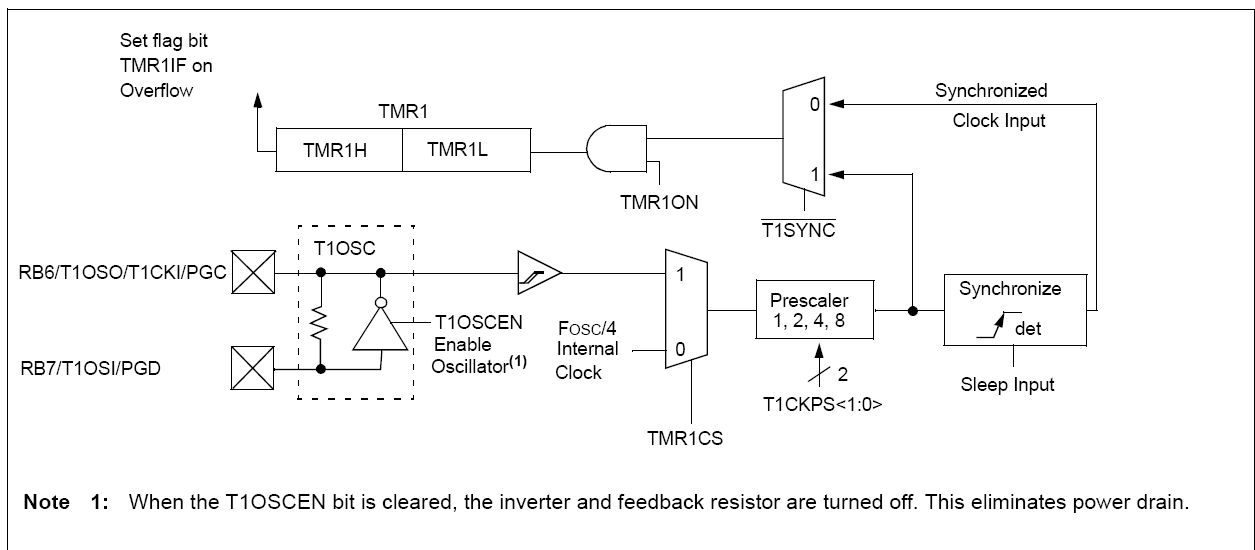 Set flag bit
TMR1IF on
Overflow
TMR1
TMR1H
TMR1L
TMR1ON
0
1
T1SYNC
Synchronized
Clock Input
RB6/T1OSO/T1CKI/PGC
RB7/T1OSI/PGD
T1OSC
T1OSCEN
Enable
Oscillator(1)
FOSC/4
Internal
Clock
1
0
TMR1CS
Prescaler
1, 2, 4, 8
2
T1CKPS<1:0>
Synchronize
det
Sleep Input
Note 1: When the T1OSCEN bit is cleared, the inverter and feedback resistor are turned off. This eliminates power drain.